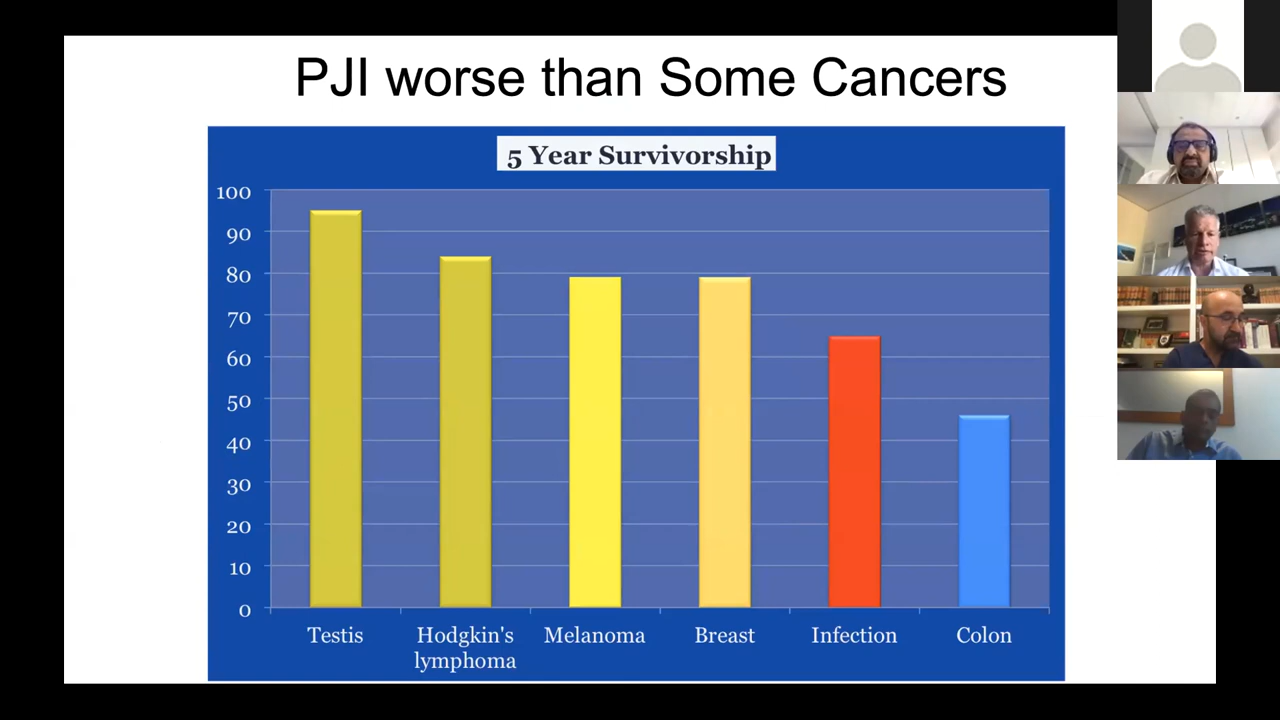 PJI worse than Some Cancers
5 Year Survivorship
100
90
80
70
60
50
40
30
20
10
0
Testis
Hodgkin's
lymphoma
Melanoma
Breast
Infection
Colon